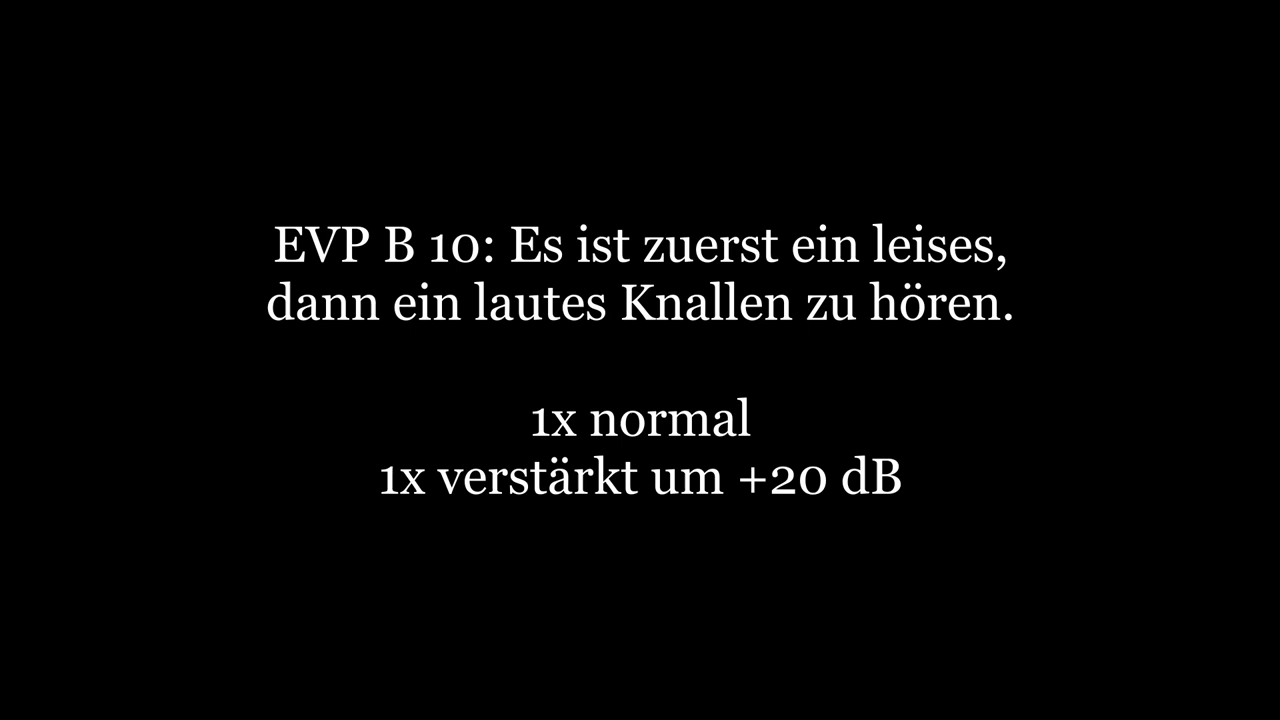 EVP B 10: Es ist zuerst ein leises,
dann ein lautes Knallen zu hören.
1x normal
1x verstärkt um +20 dB